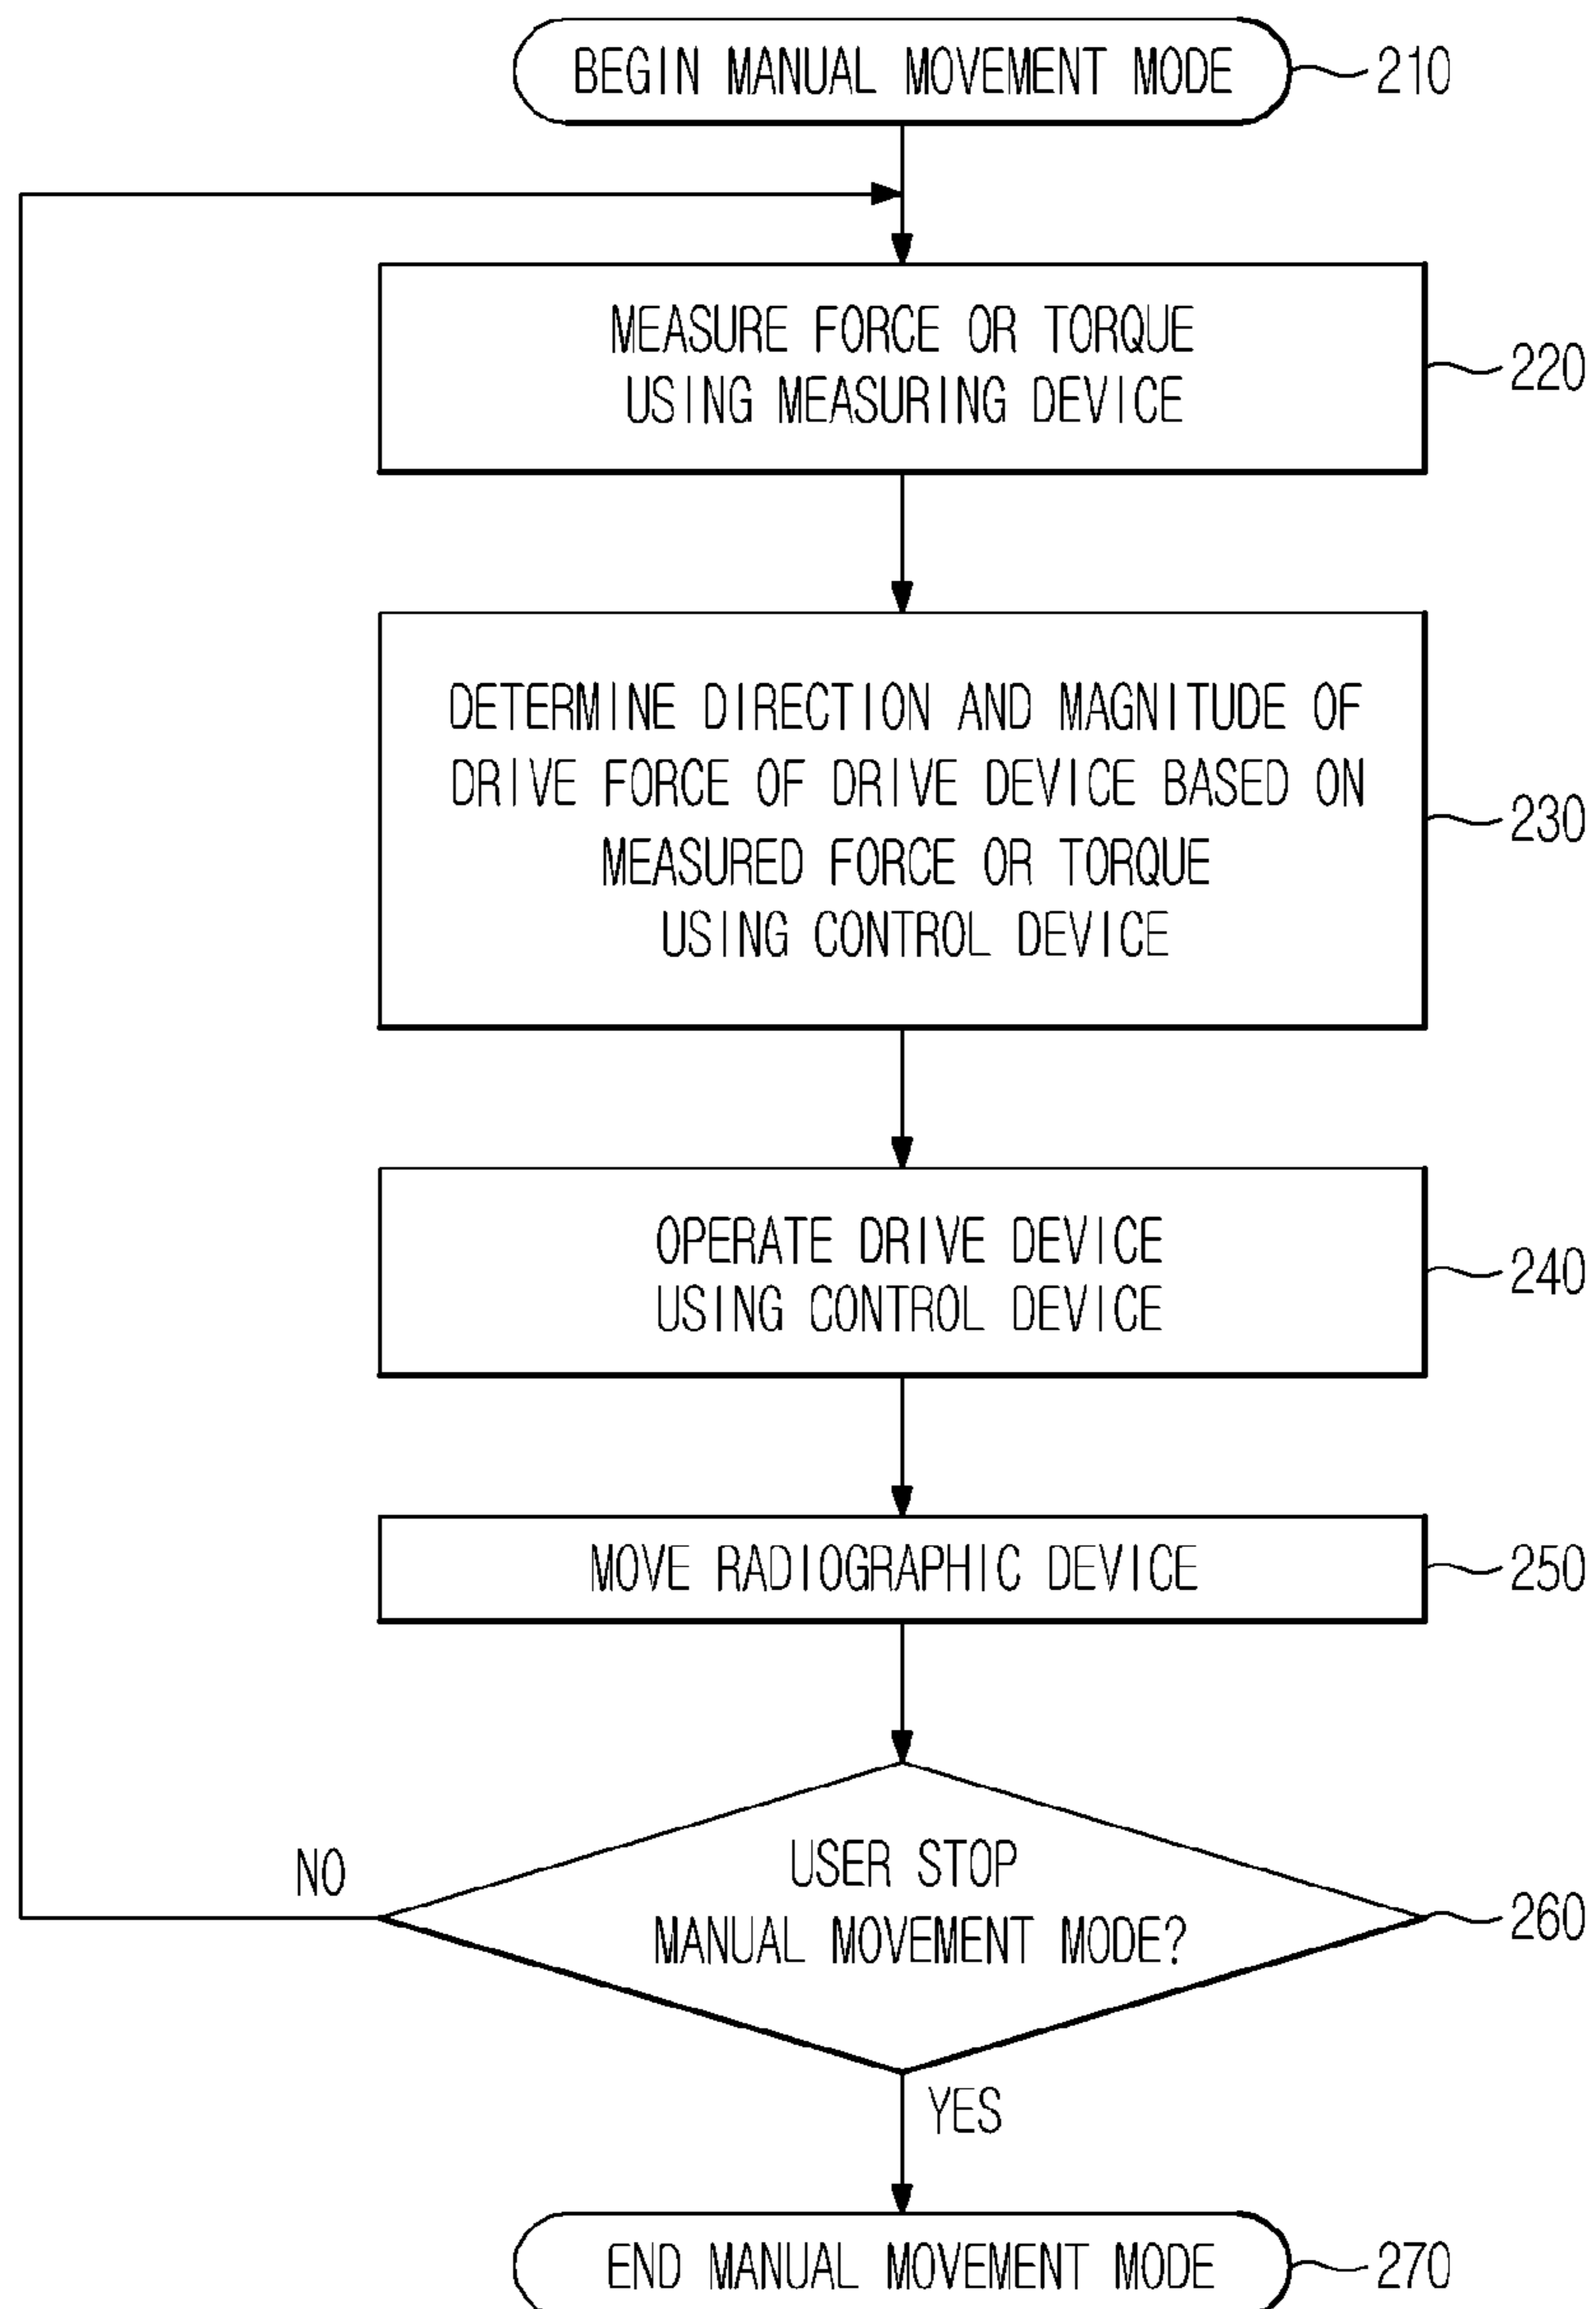 BEGIN MANUAL MOVEMENT MODE
210
MEASURE FORCE OR TORQUE
USING MEASURING DEVICE
220
DETERMINE DIRECTION AND MAGNITUDE OF
DRIVE FORCE OF DRIVE DEVICE BASED ON
MEASURED FORCE OR TORQUE
USING CONTROL DEVICE
230
OPERATE DRIVE DEVICE
USING CONTROL DEVICE
240
MOVE RADIOGRAPHIC DEVICE
250
USER STOP
MANUAL MOVEMENT MODE?
260
NO
YES
END MANUAL MOVEMENT MODE
270